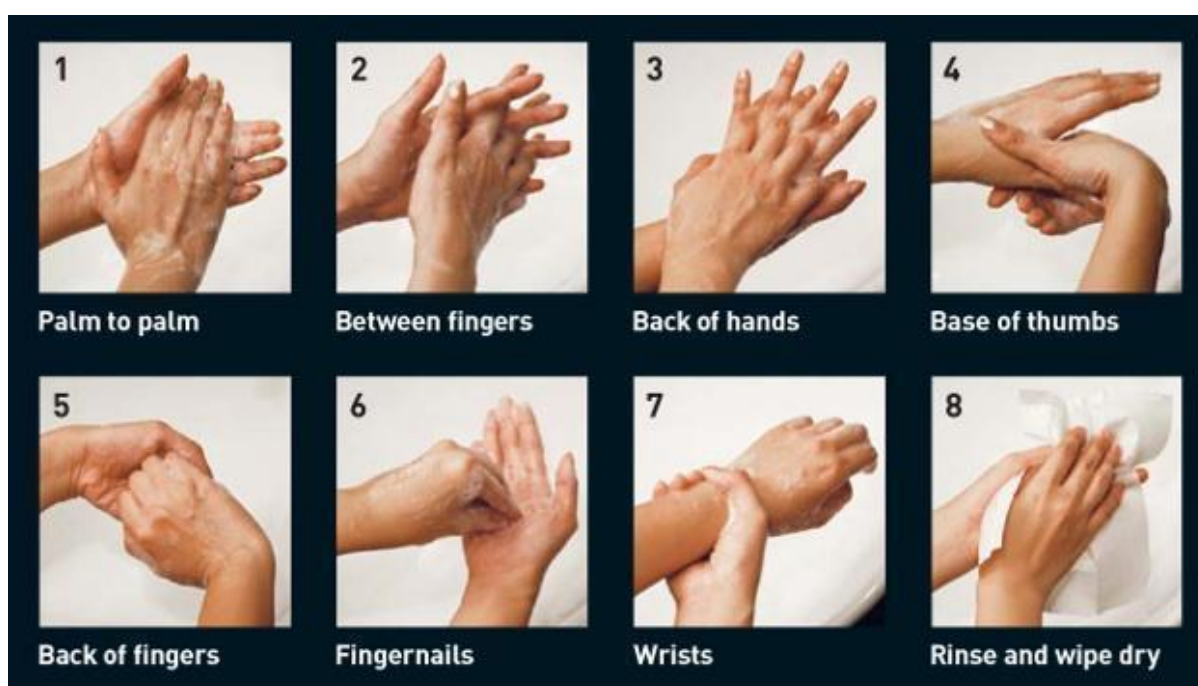 1
2
3
4
Palm to palm
Between fingers
Back of hands
Base of thumbs
5
6
7
8
Back of fingers
Fingernails
Wrists
Rinse and wipe dry